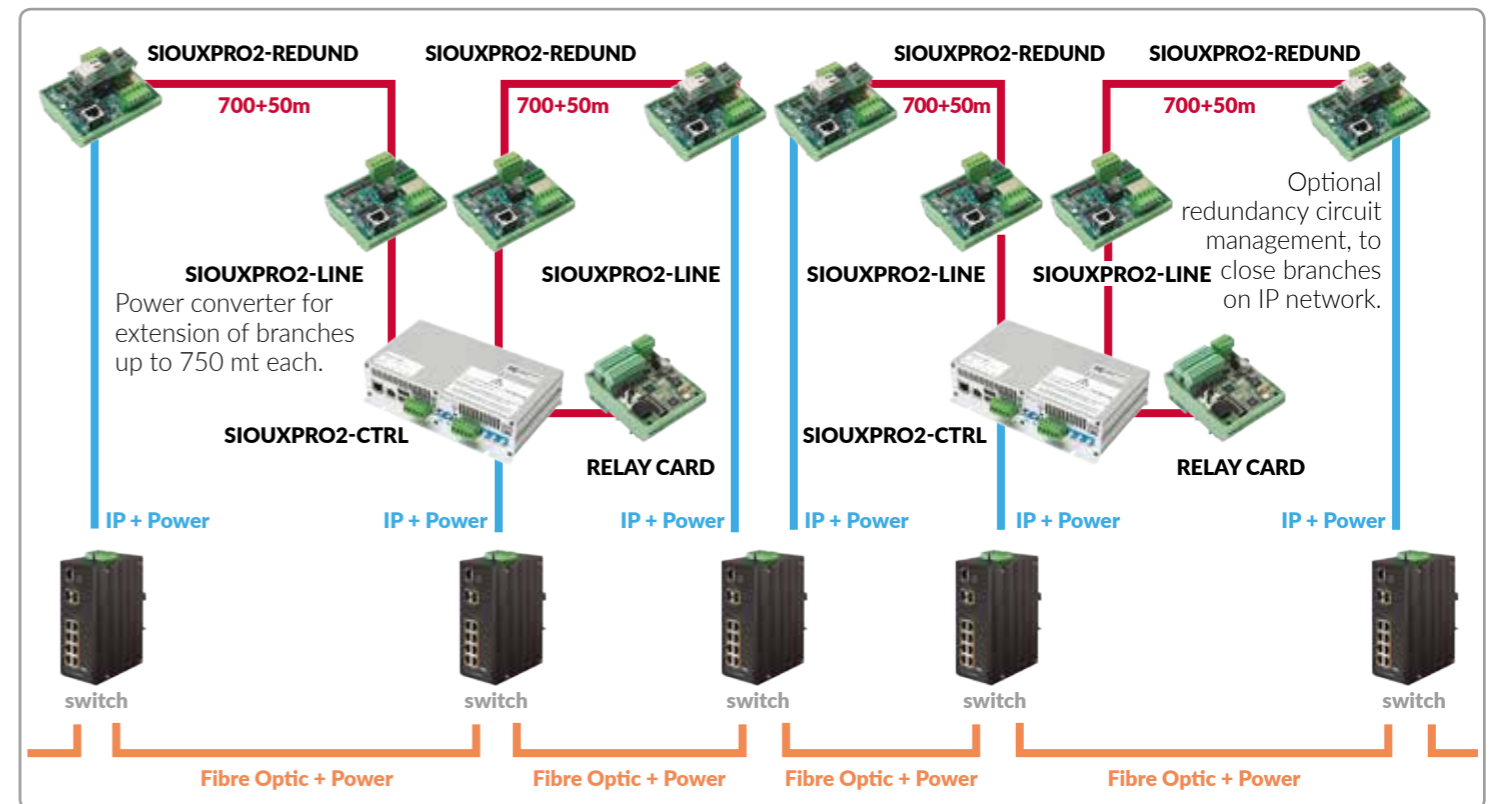 SIOUXPRO2-REDUND
SIOUXPRO2-REDUND
SIOUXPRO2-REDUND
SIOUXPRO2-REDUND
700+50m
700+50m
700+50m
700+50m
Optional
redundancy circuit
management, to
close branches
on IP network.
SIOUXPRO2-LINE
SIOUXPRO2-LINE
SIOUXPRO2-LINE
SIOUXPRO2-LINE
Power converter for
extension of branches
up to 750 mt each.
SIOUXPRO2-CTRL
SIOUXPRO2-CTRL
RELAY CARD
RELAY CARD
IP + Power
IP + Power
IP + Power
IP + Power
IP + Power
IP + Power
switch
switch
switch
switch
switch
Fibre Optic + Power
Fibre Optic + Power
Fibre Optic + Power
Fibre Optic + Power